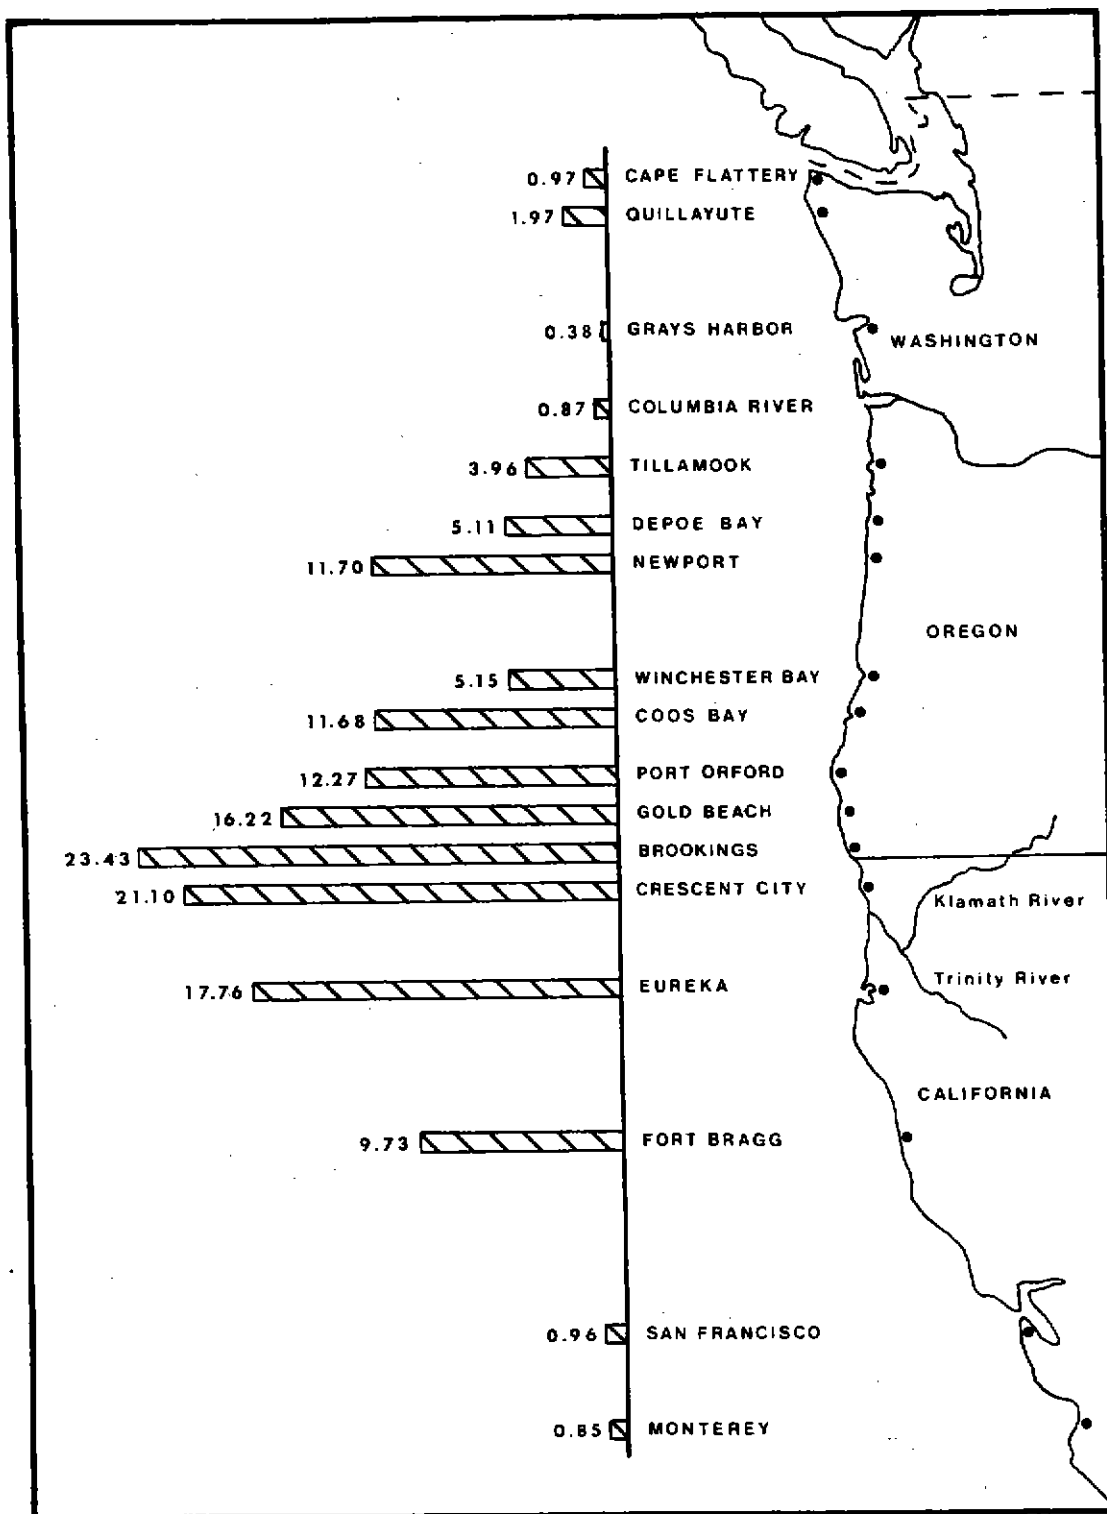 0.97 CAPE FLATTERY
1.97 QUILLAYUTE
0.38 GRAYS HARBOR
WASHINGTON
0.87 COLUMBIA RIVER
3.96 TILLAMOOK
5.11 DEPOE BAY
11.70 NEWPORT
OREGON
5.15 WINCHESTER BAY
11.68 COOS BAY
12.27 PORT ORFORD
16.22 GOLD BEACH
23.43 BROOKINGS
21.10 CRESCENT CITY
Klamath River
Trinity River
17.76 EUREKA
CALIFORNIA
9.73 FORT BRAGG
0.96 SAN FRANCISCO
0.85 MONTEREY